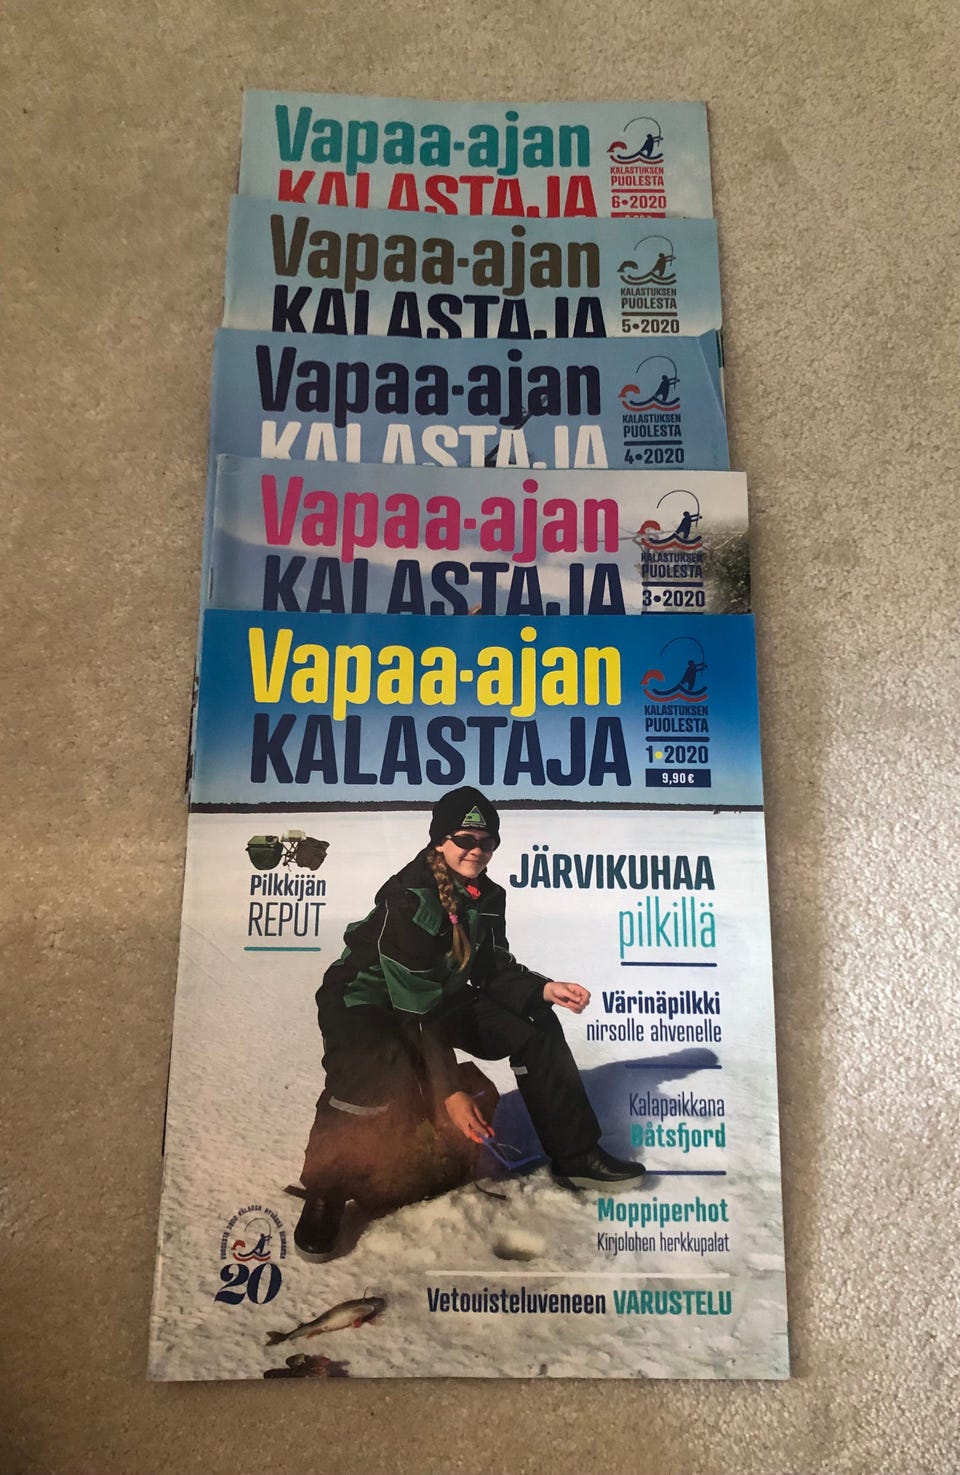 Vapaa-ajan
KALASTAJA
KALASTUKSEN
PUOLESTA
6•2020
Vapaa-ajan
KALASTAJA
KALASTUKSEN
PUOLESTA
5•2020
Vapaa-ajan
KALASTAJA
KALASTUKSEN
PUOLESTA
4•2020
Vapaa-ajan
KALASTAJA
KALASTUKSEN
PUOLESTA
3•2020
Vapaa-ajan
KALASTAJA
KALASTUKSEN
PUOLESTA
1•2020
9,90 €
Pilkkijän
REPUT
JÄRVIKUHAA
pilkillä
Värinäpilkki
nirsolle ahvenelle
Kalapaikkana
Båtsfjord
Moppiperhot
Kirjolohen herkkupalat
Vetouisteluveneen VARUSTELU
20